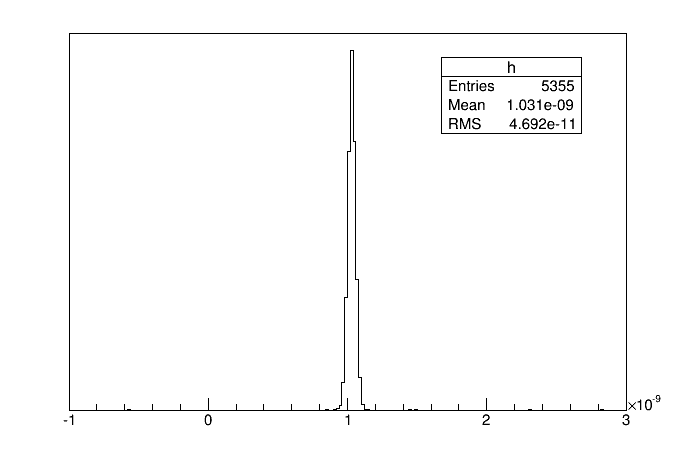 h
Entries 5355
Mean 1.031e-09
RMS 4.692e-11
-1 0 1 2 3
×10⁻⁹